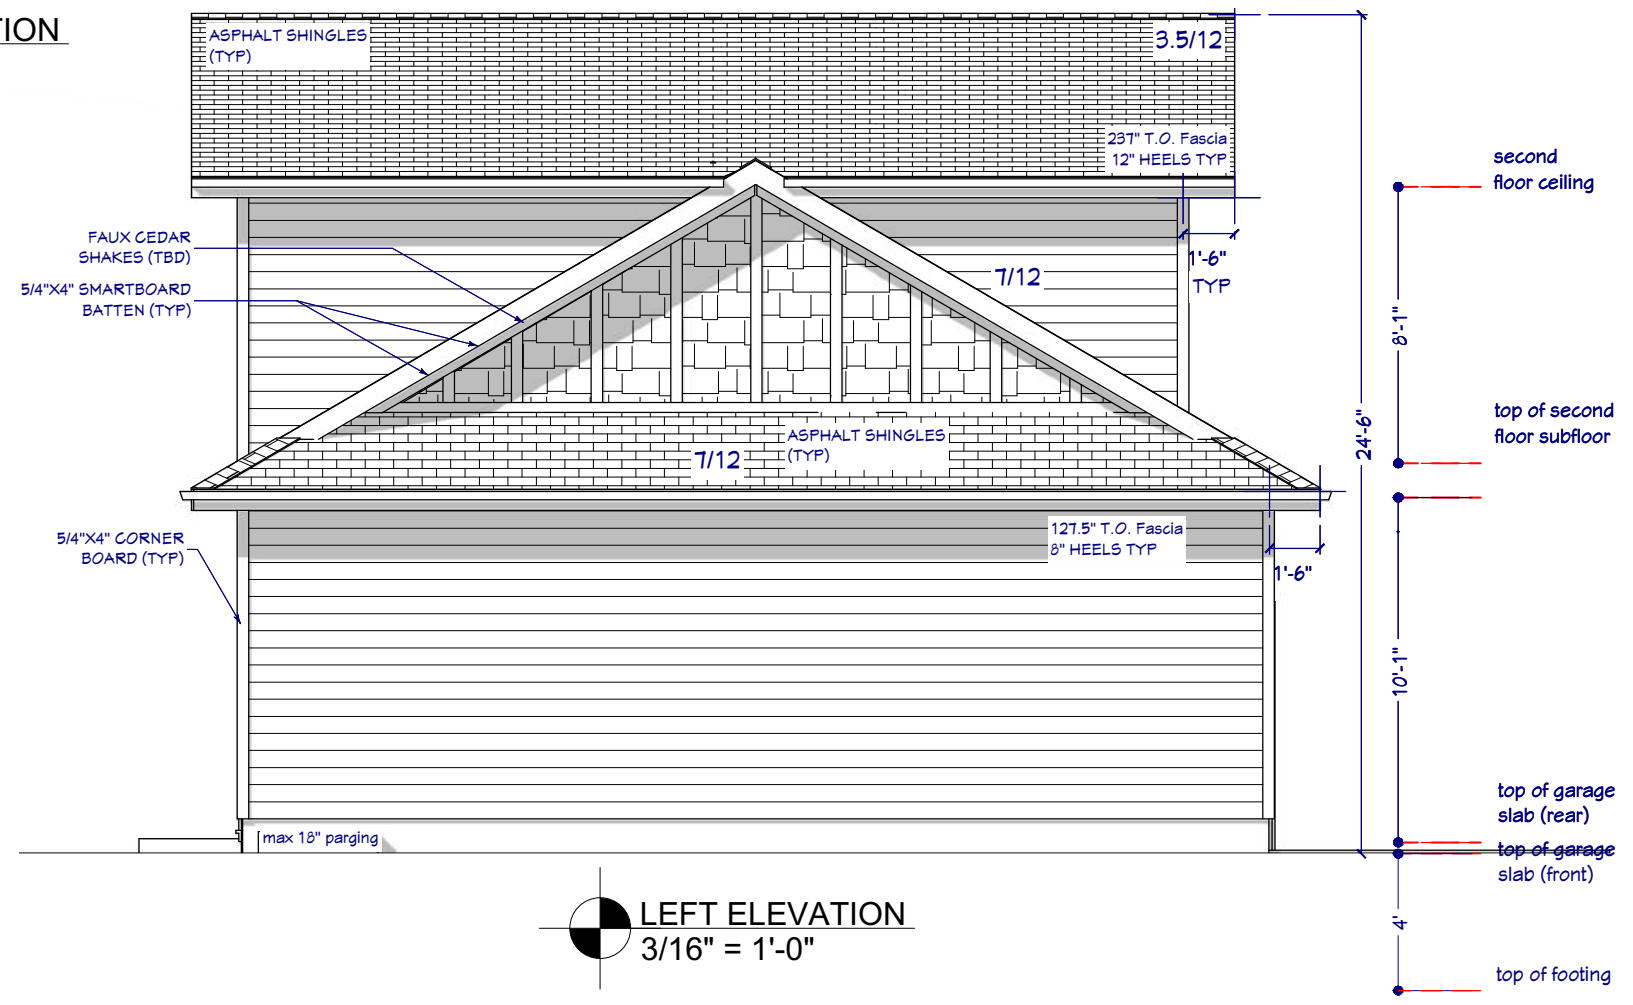 TION
ASPHALT SHINGLES
(TYP)
3.5/12
237" T.O. Fascia
12" HEELS TYP
second
floor ceiling
FAUX CEDAR
SHAKES (TBD)
5/4"X4" SMARTBOARD
BATTEN (TYP)
7/12
1'-6"
TYP
8'-1"
24'-6"
top of second
floor subfloor
ASPHALT SHINGLES
(TYP)
7/12
5/4"X4" CORNER
BOARD (TYP)
127.5" T.O. Fascia
8" HEELS TYP
1'-6"
10'-1"
top of garage
slab (rear)
max 18" parging
top of garage
slab (front)
4'
LEFT ELEVATION
3/16" = 1'-0"
top of footing